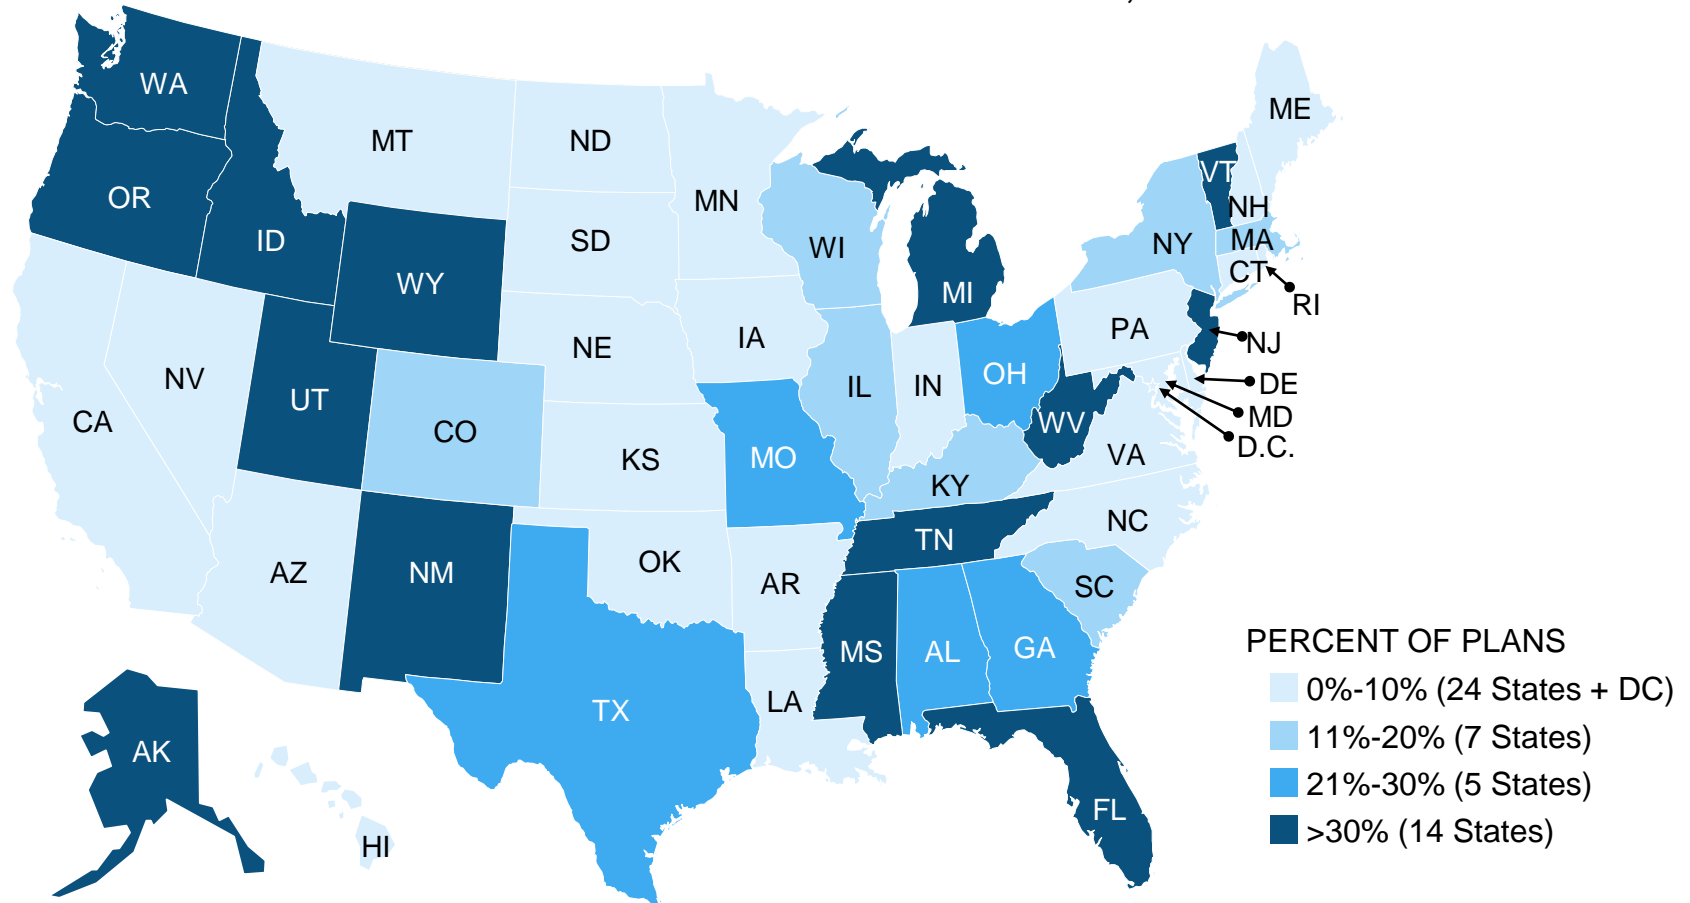 WA
MT
ND
ME
OR
MN
VT
NH
ID
SD
WI
NY
MA
CT
WY
MI
RI
PA
NJ
NE
IA
NV
UT
IL
IN
OH
DE
MD
CA
CO
WV
D.C.
KS
MO
VA
KY
NC
TN
AZ
NM
OK
AR
SC
MS
AL
GA
PERCENT OF PLANS
0%-10% (24 States + DC)
LA
TX
11%-20% (7 States)
AK
21%-30% (5 States)
FL
>30% (14 States)
HI